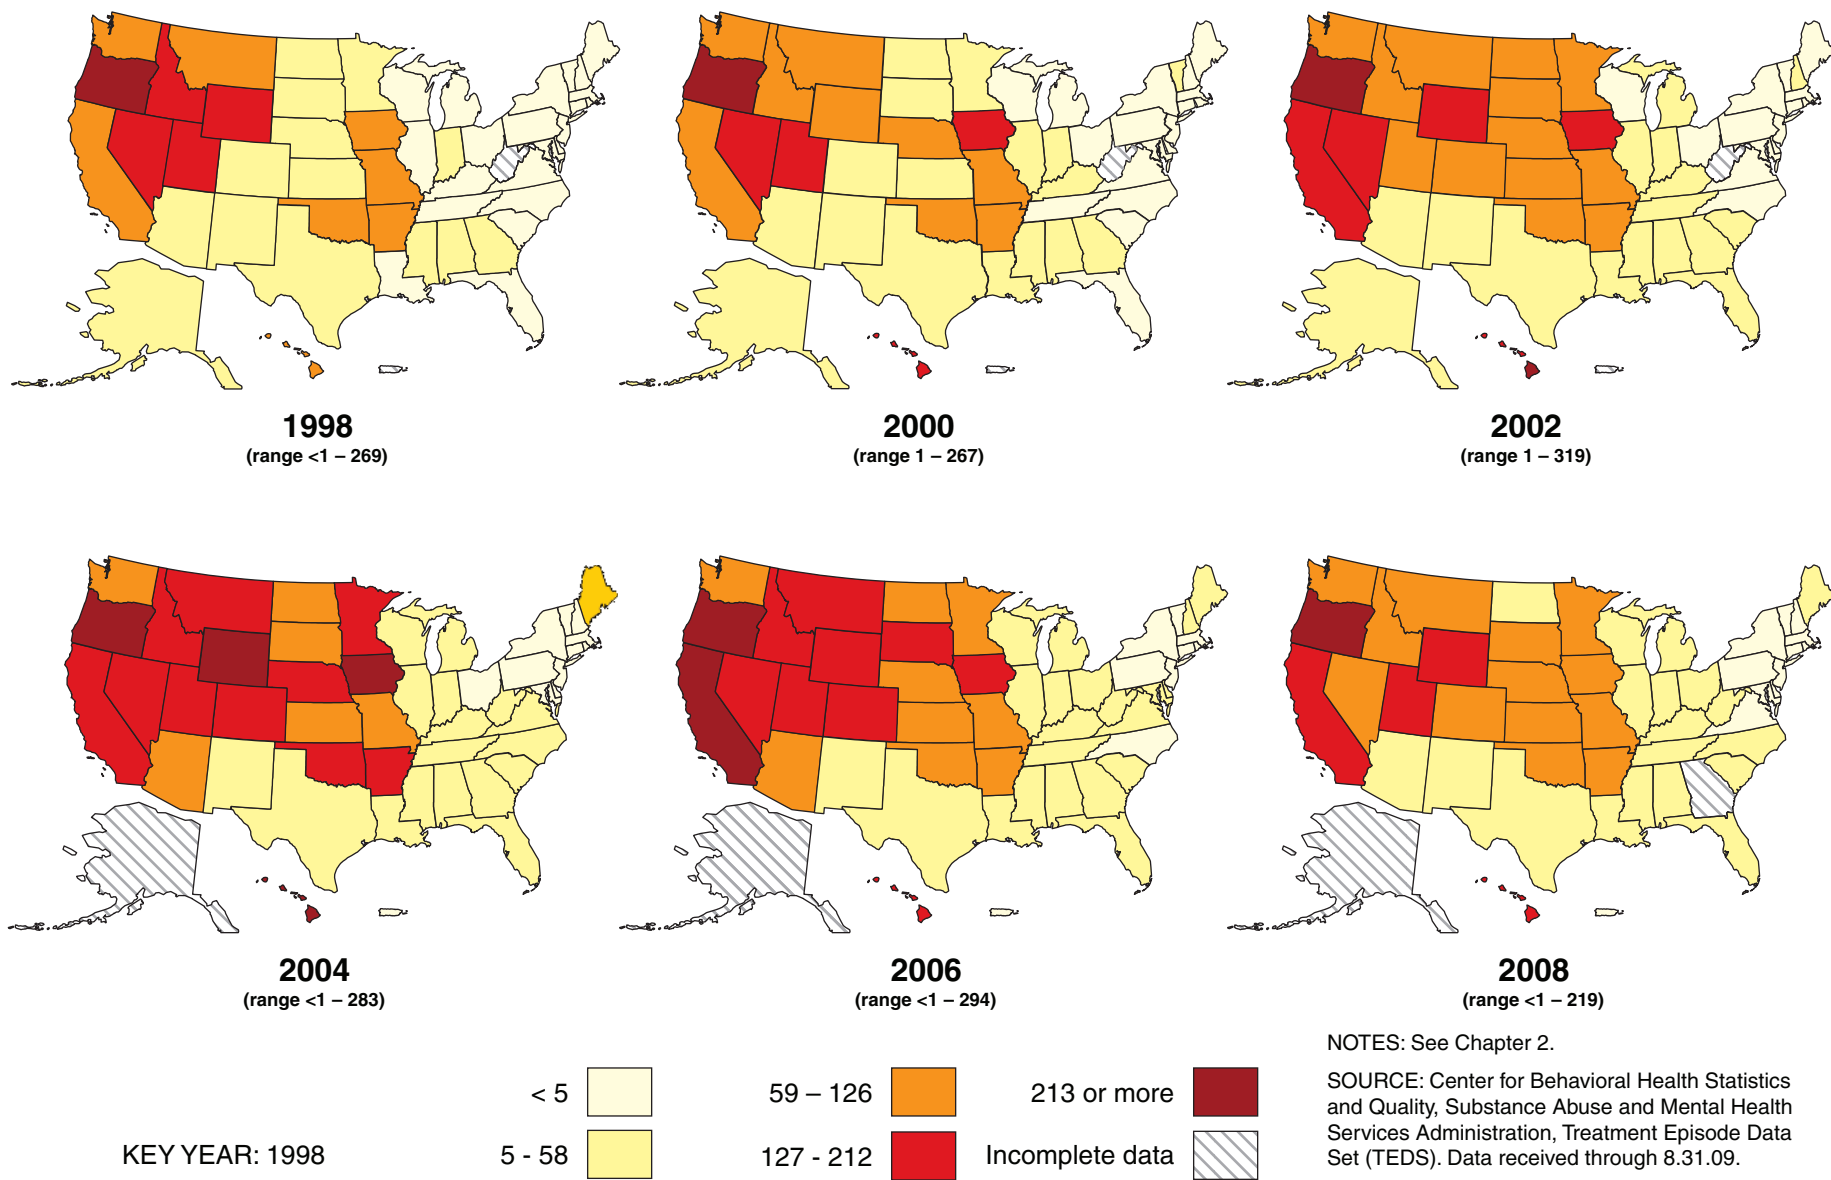 1998
(range <1 – 269)
2000
(range 1 – 267)
2002
(range 1 – 319)
2004
(range <1 – 283)
2006
(range <1 – 294)
2008
(range <1 – 219)
KEY YEAR: 1998
< 5
5 - 58
59 – 126
127 - 212
213 or more
Incomplete data
NOTES: See Chapter 2.
SOURCE: Center for Behavioral Health Statistics
and Quality, Substance Abuse and Mental Health
Services Administration, Treatment Episode Data
Set (TEDS). Data received through 8.31.09.